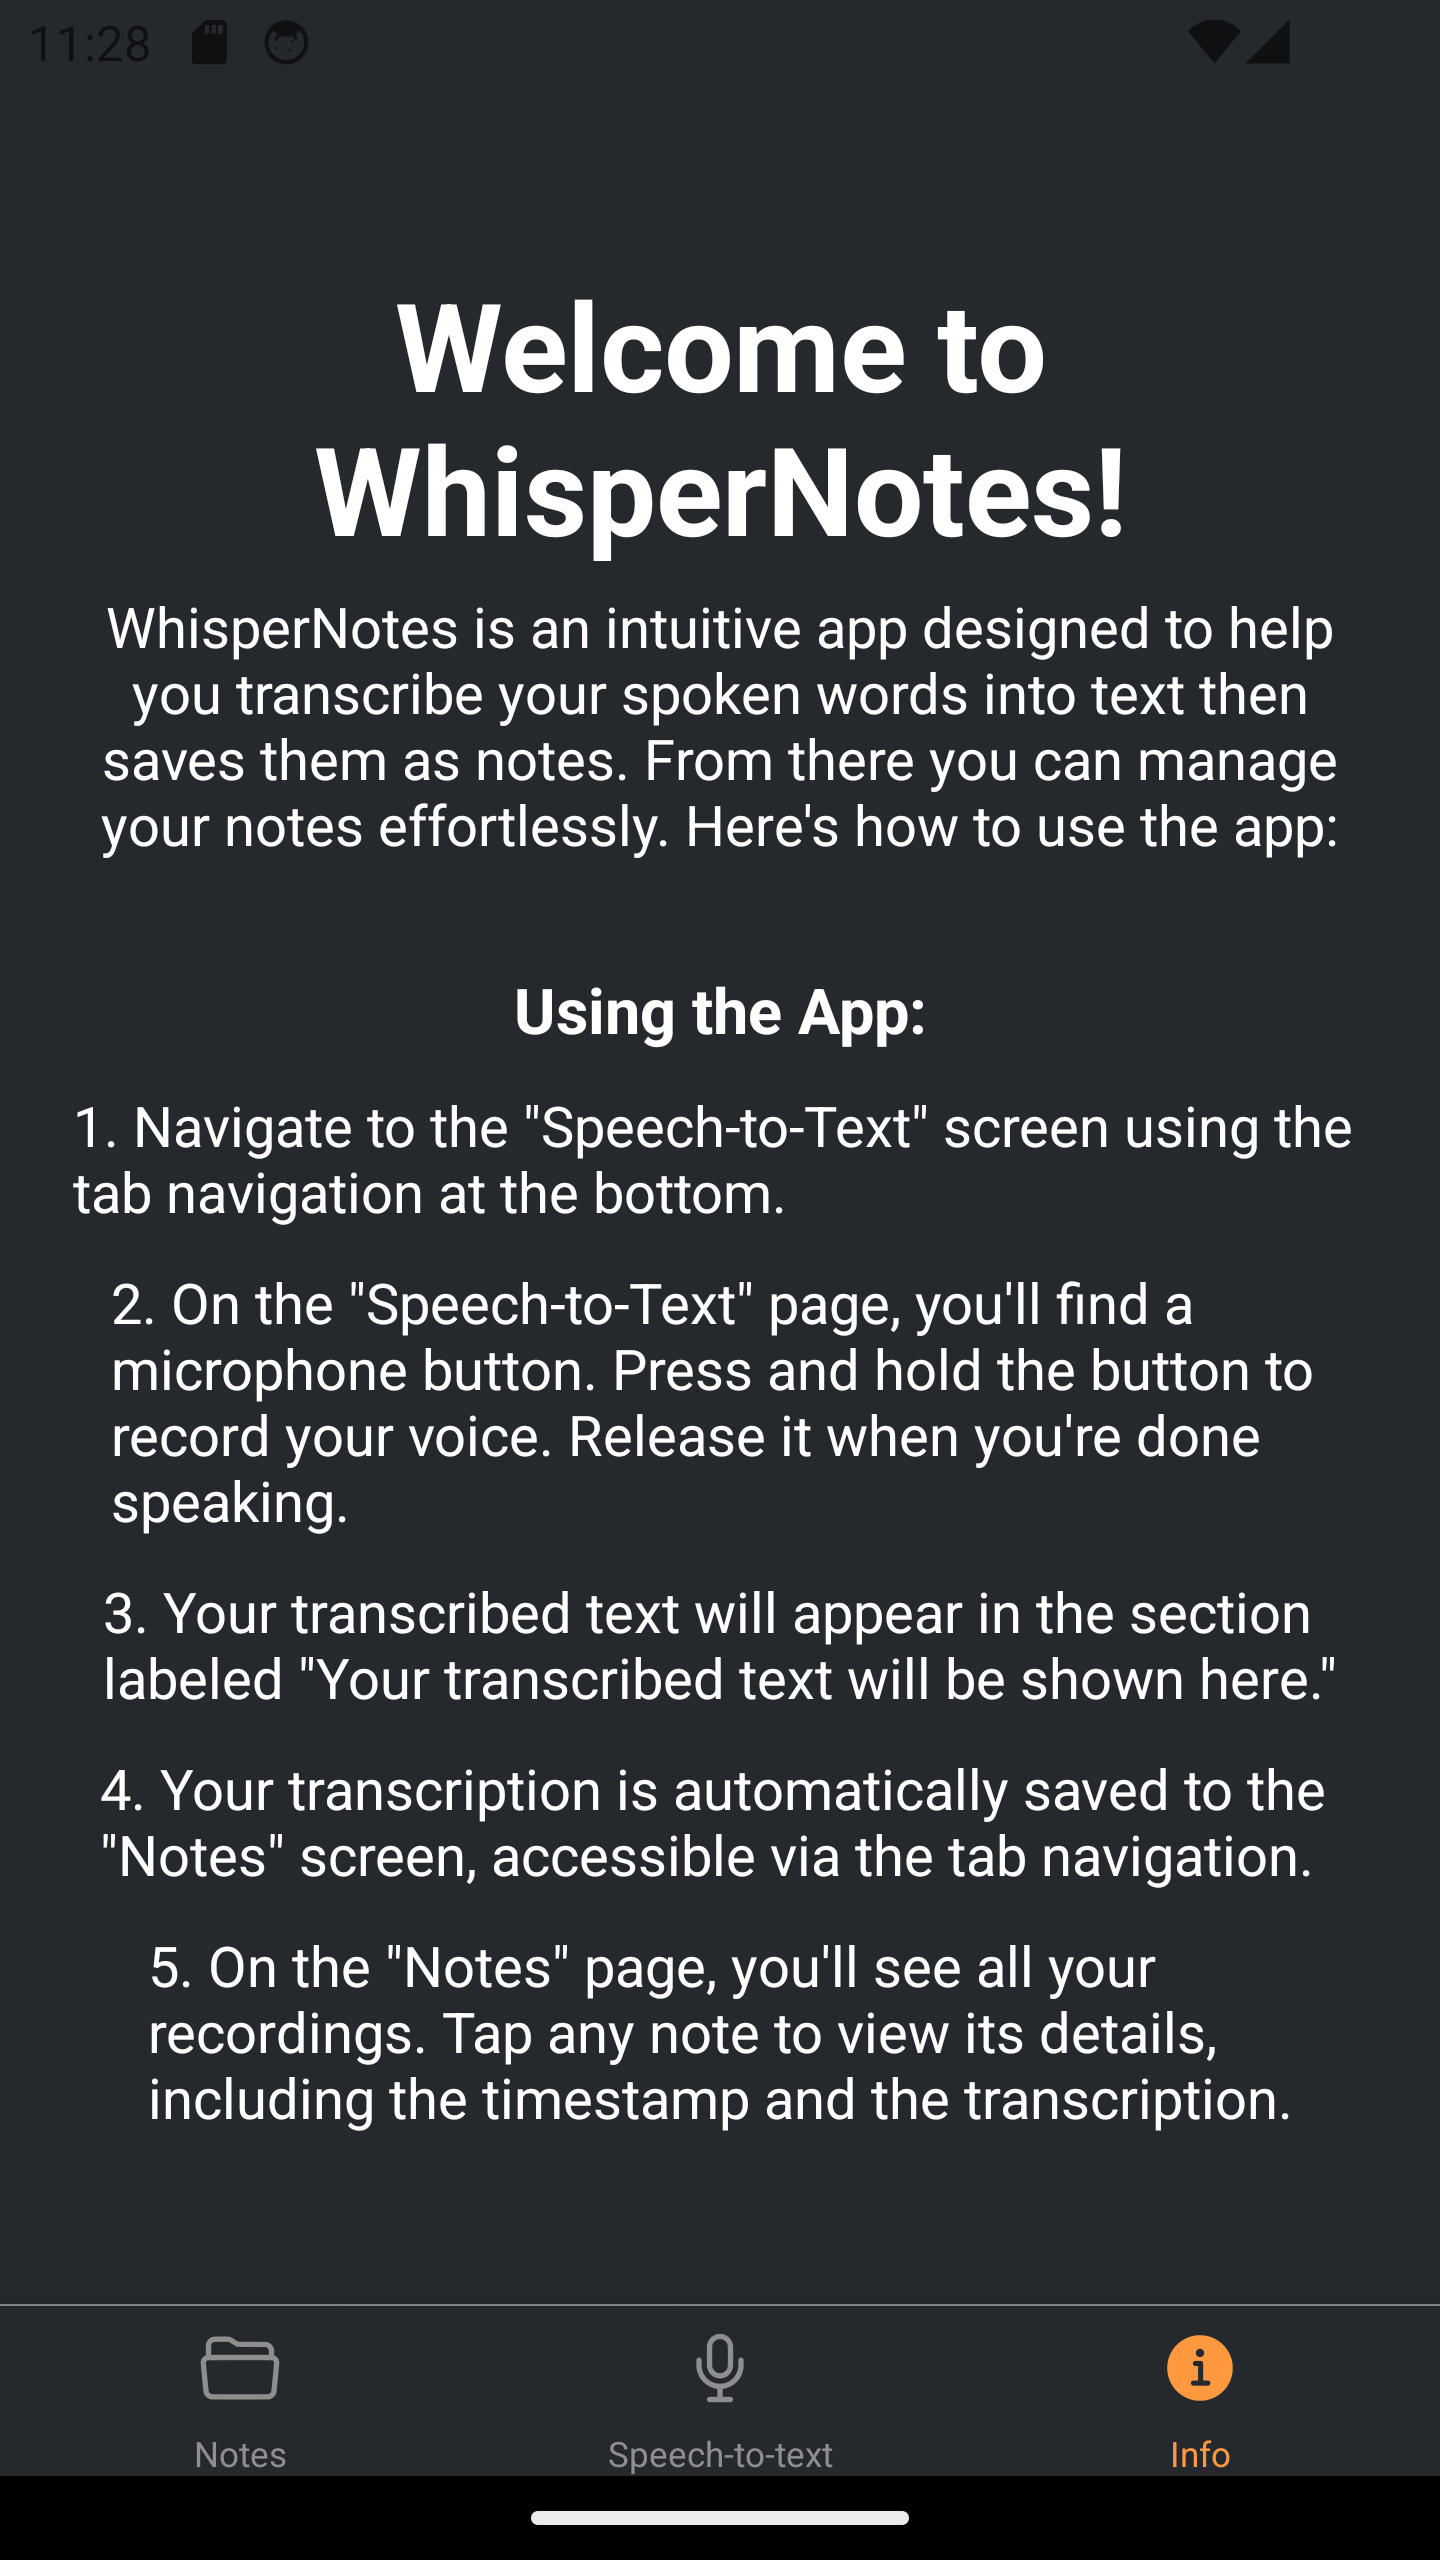 11:28
Welcome to
WhisperNotes!
WhisperNotes is an intuitive app designed to help
you transcribe your spoken words into text then
saves them as notes. From there you can manage
your notes effortlessly. Here's how to use the app:
Using the App:
1. Navigate to the "Speech-to-Text" screen using the
tab navigation at the bottom.
2. On the "Speech-to-Text" page, you'll find a
microphone button. Press and hold the button to
record your voice. Release it when you're done
speaking.
3. Your transcribed text will appear in the section
labeled "Your transcribed text will be shown here."
4. Your transcription is automatically saved to the
"Notes" screen, accessible via the tab navigation.
5. On the "Notes" page, you'll see all your
recordings. Tap any note to view its details,
including the timestamp and the transcription.
Notes
Speech-to-text
Info